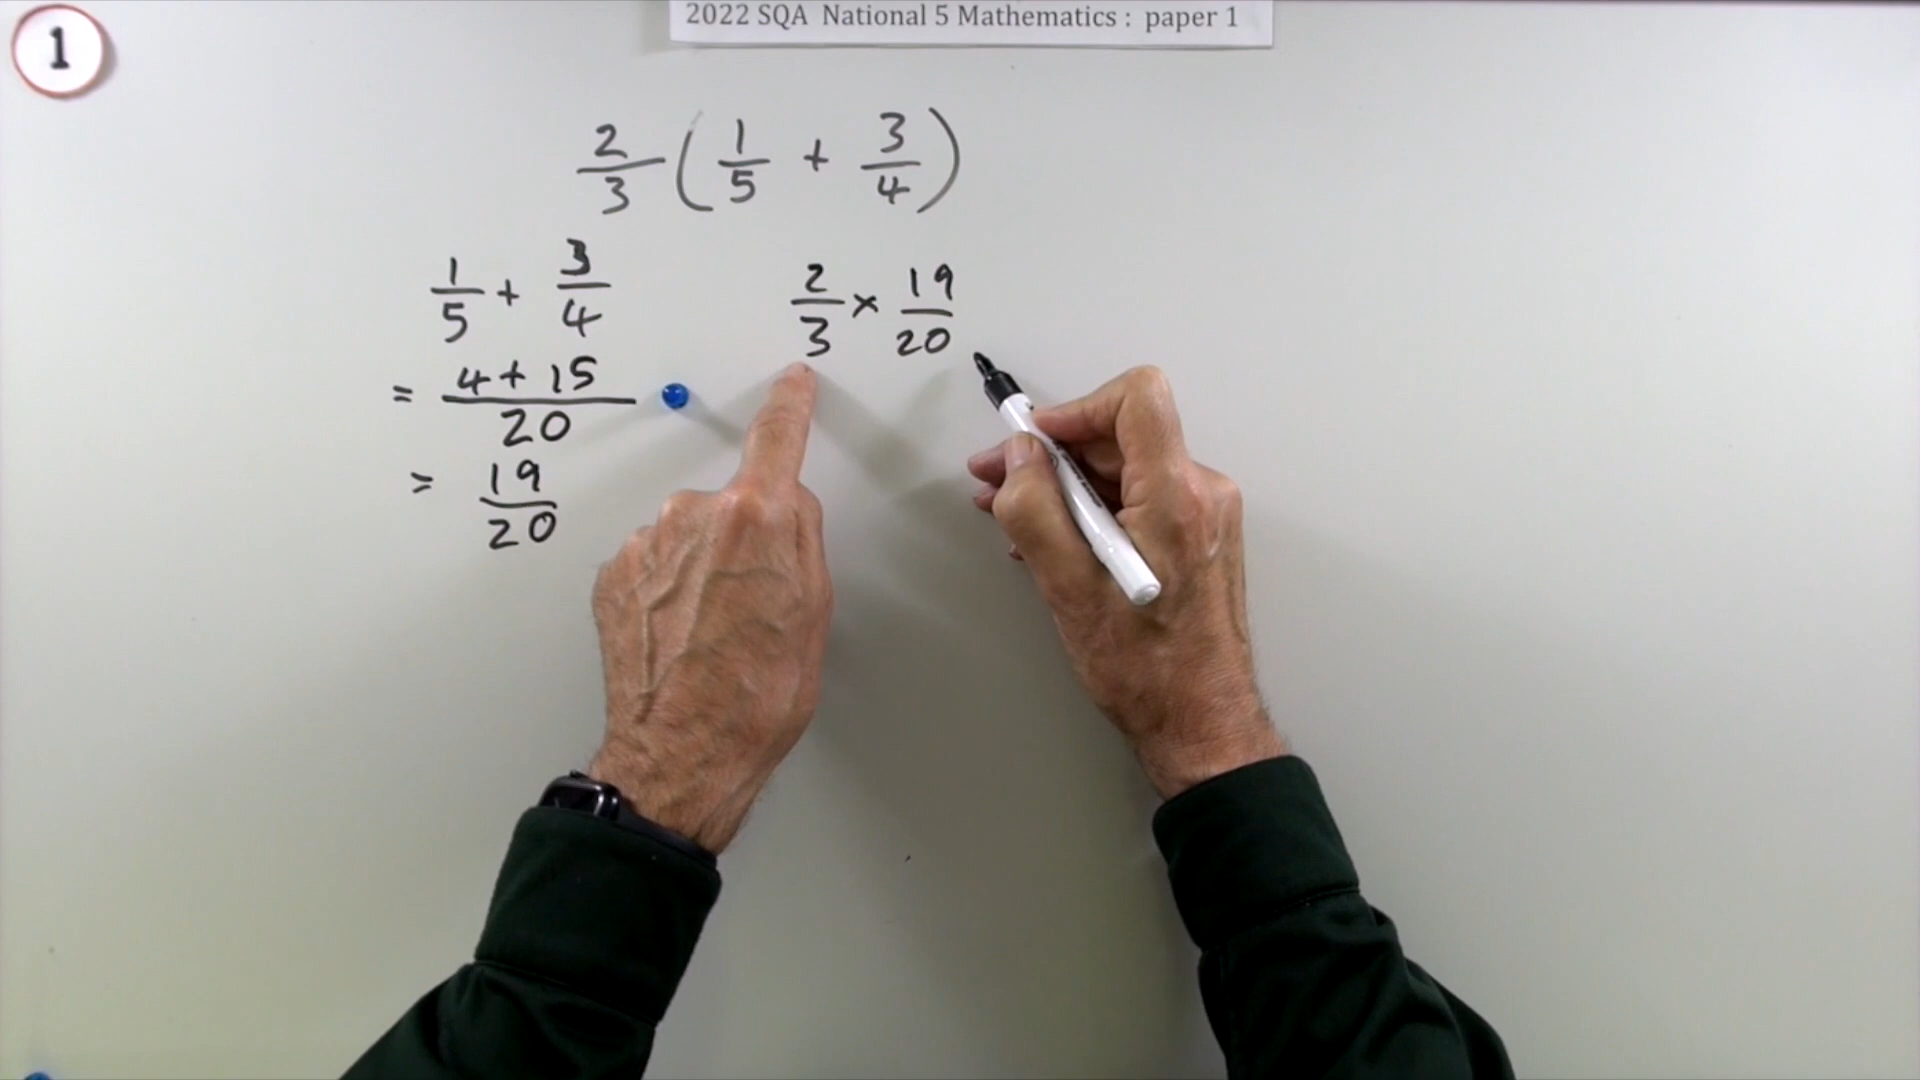 2022 SQA National 5 Mathematics : paper 1
1
2/3 ( 1/5 + 3/4 )
1/5 + 3/4
= 4 + 15 / 20
= 19/20
2/3 × 19/20